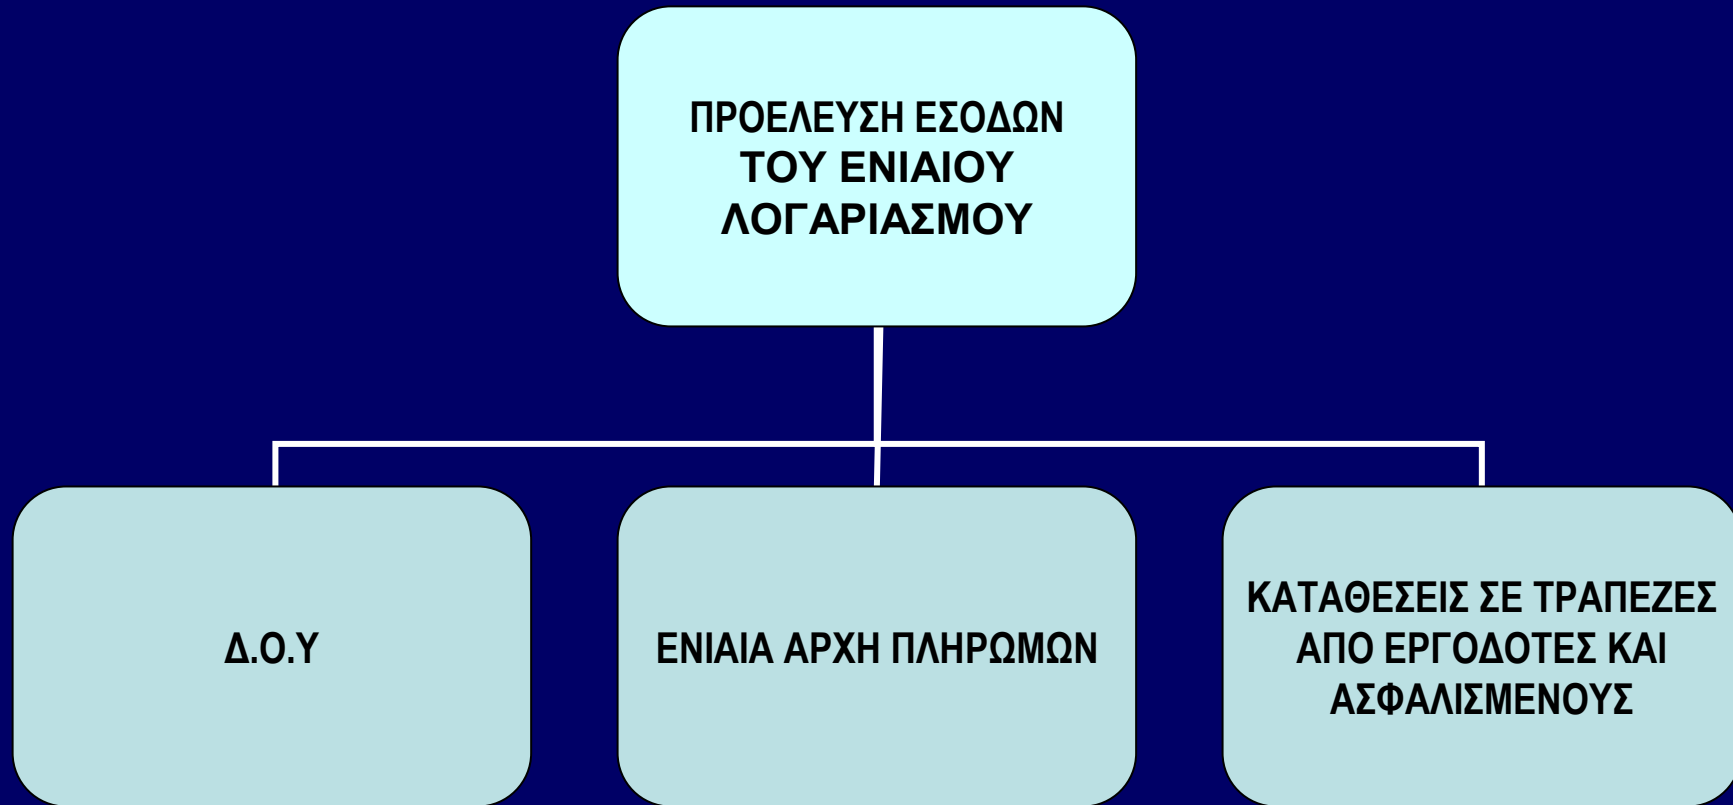 ΠΡΟΕΛΕΥΣΗ ΕΣΟΔΩΝ
ΤΟΥ ΕΝΙΑΙΟΥ
ΛΟΓΑΡΙΑΣΜΟΥ
Δ.Ο.Υ
ΕΝΙΑΙΑ ΑΡΧΗ ΠΛΗΡΩΜΩΝ
ΚΑΤΑΘΕΣΕΙΣ ΣΕ ΤΡΑΠΕΖΕΣ
ΑΠΟ ΕΡΓΟΔΟΤΕΣ ΚΑΙ
ΑΣΦΑΛΙΣΜΕΝΟΥΣ